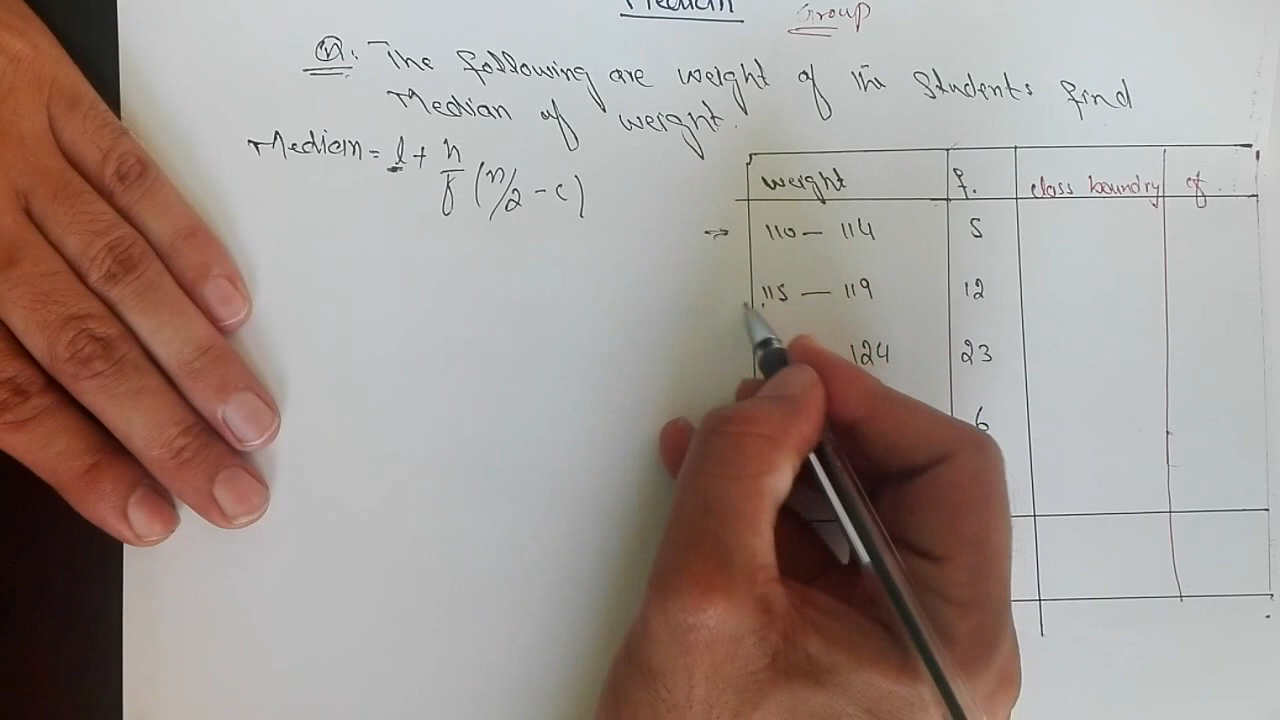 Median Group
Q: The following are weight of the students find
Median of weight.
Median = l + h/f (n/2 - c)
weight f. class boundry cf.
⇒ 110 — 114 5
115 — 119 12
124 23
6